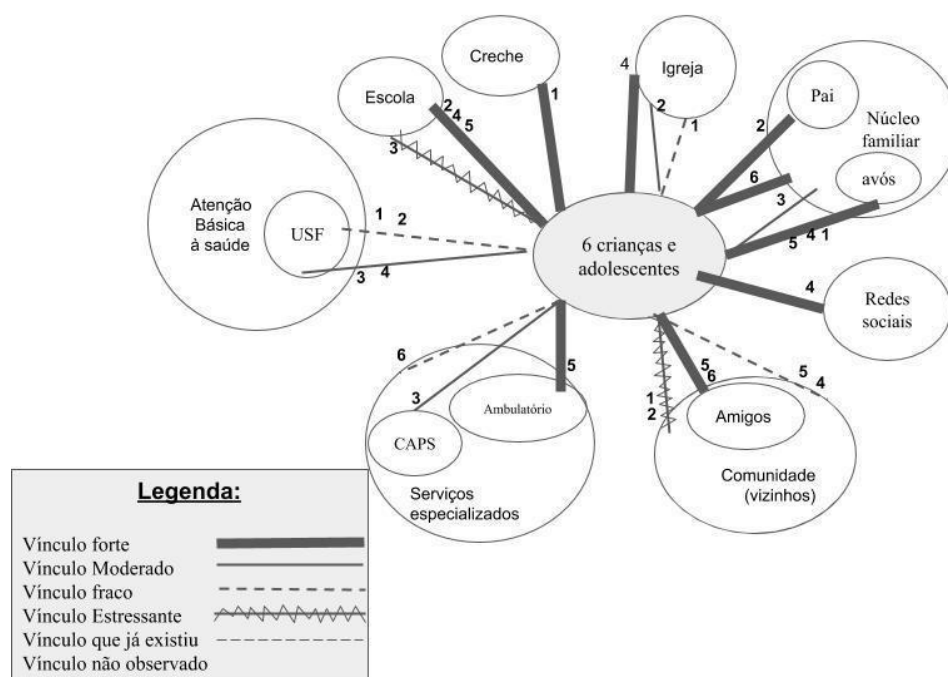 Creche
1
Escola
2
4
5
3
4
Igreja
2
1
Pai
2
Núcleo
familiar
6
avós
3
5 4 1
Atenção
Básica
à saúde
USF
1 2
3 4
6 crianças e
adolescentes
4
Redes
sociais
6
3
5
Ambulatório
CAPS
Serviços
especializados
1
2
5
6
5 4
Amigos
Comunidade
(vizinhos)
Legenda:
Vínculo forte
Vínculo Moderado
Vínculo fraco
Vínculo Estressante
Vínculo que já existiu
Vínculo não observado